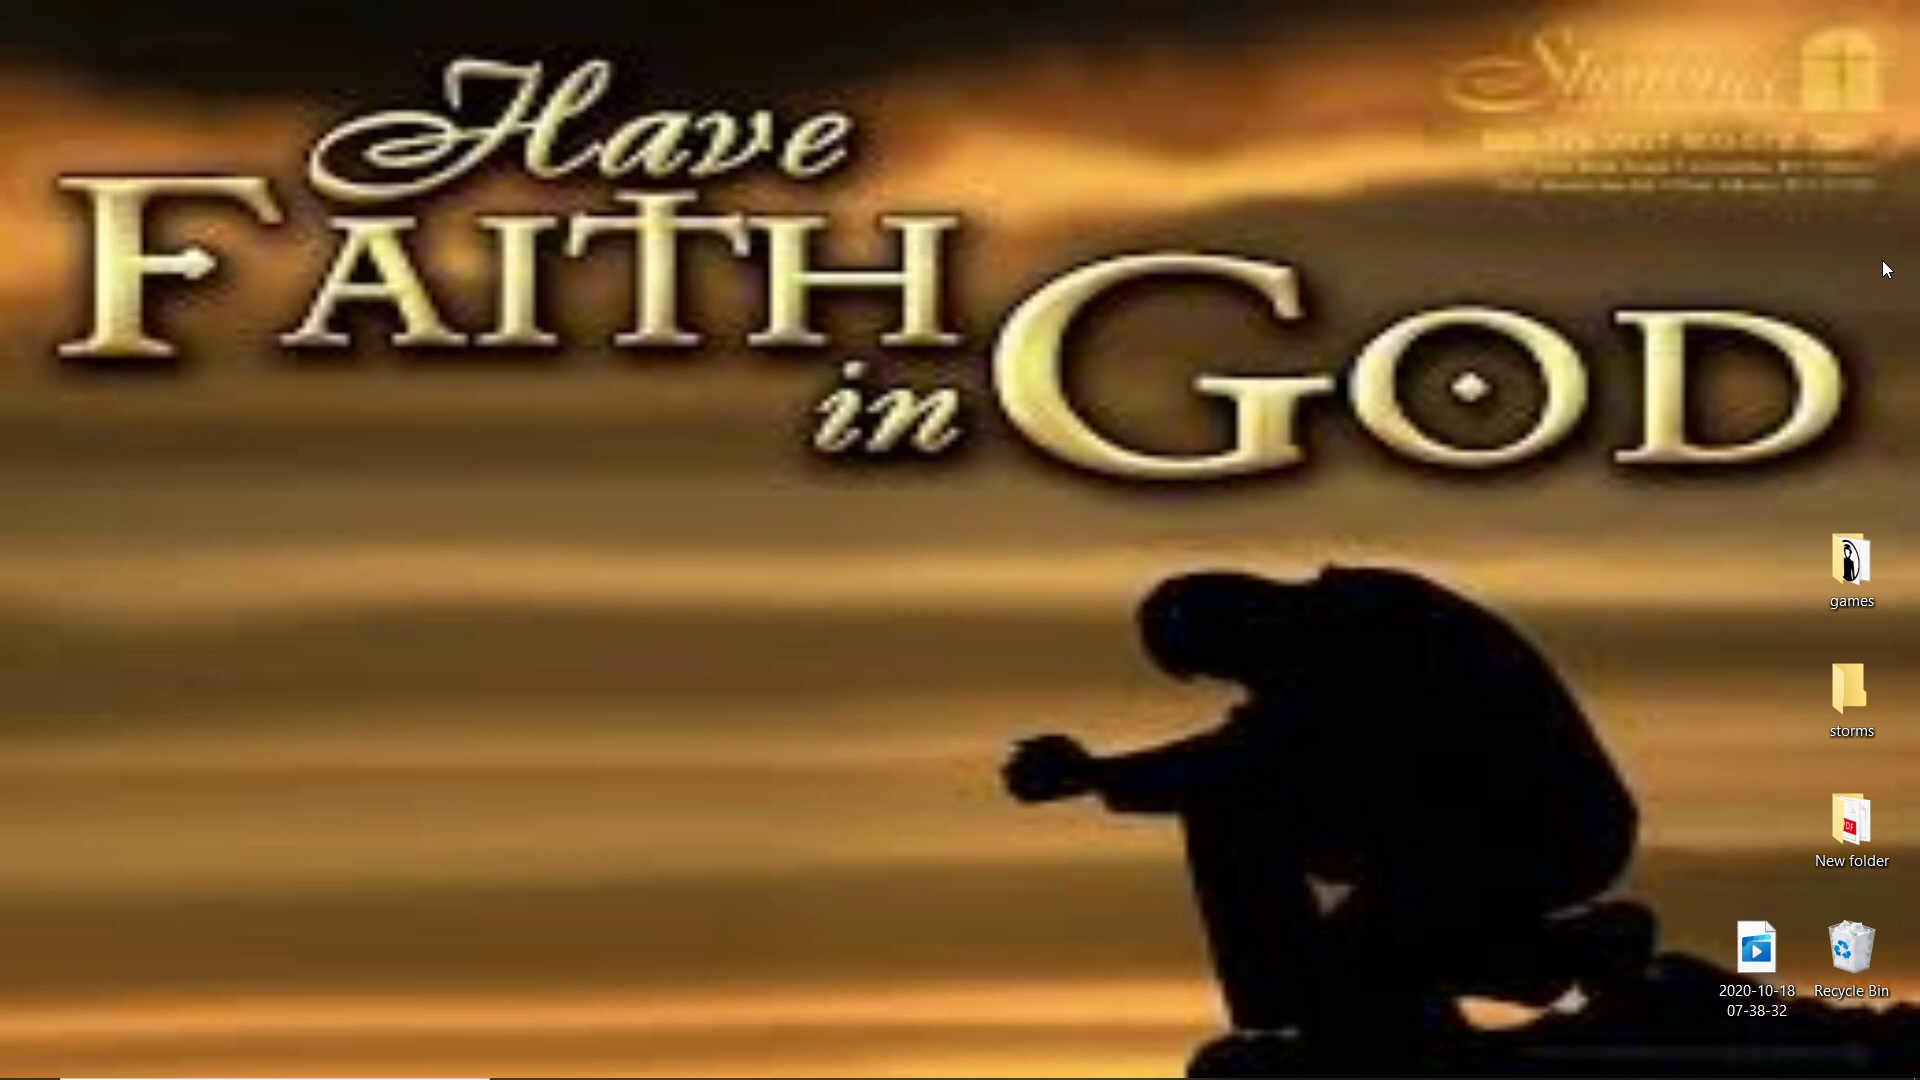 Have
FAITH
in GOD
games
storms
New folder
2020-10-18
07-38-32
Recycle Bin